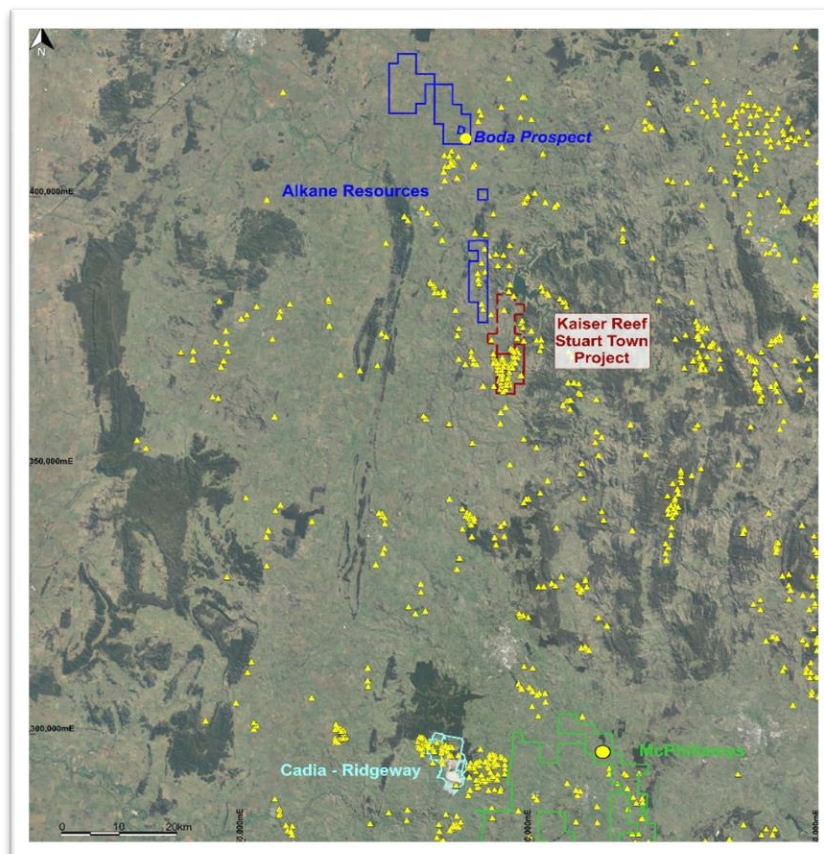 N
D
Boda Prospect
400,000mE
Alkane Resources
Kaiser Reef
Stuart Town
Project
350,000mE
300,000mE
McPhillamys
Cadia - Ridgeway
0 10 20km